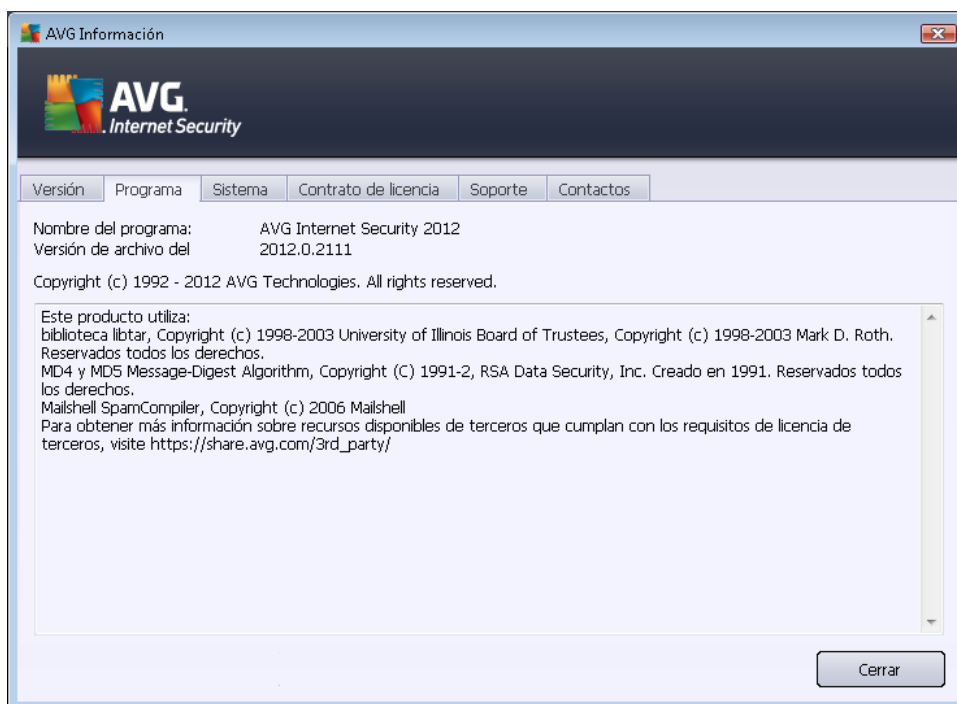 AVG Información
AVG.
Internet Security
Versión Programa Sistema Contrato de licencia Soporte Contactos
Nombre del programa: AVG Internet Security 2012
Versión de archivo del 2012.0.2111
Copyright (c) 1992 - 2012 AVG Technologies. All rights reserved.
Este producto utiliza:
biblioteca libtar, Copyright (c) 1998-2003 University of Illinois Board of Trustees, Copyright (c) 1998-2003 Mark D. Roth.
Reservados todos los derechos.
MD4 y MD5 Message-Digest Algorithm, Copyright (C) 1991-2, RSA Data Security, Inc. Creado en 1991. Reservados todos
los derechos.
Mailshell SpamCompiler, Copyright (c) 2006 Mailshell
Para obtener más información sobre recursos disponibles de terceros que cumplan con los requisitos de licencia de
terceros, visite https://share.avg.com/3rd_party/
Cerrar